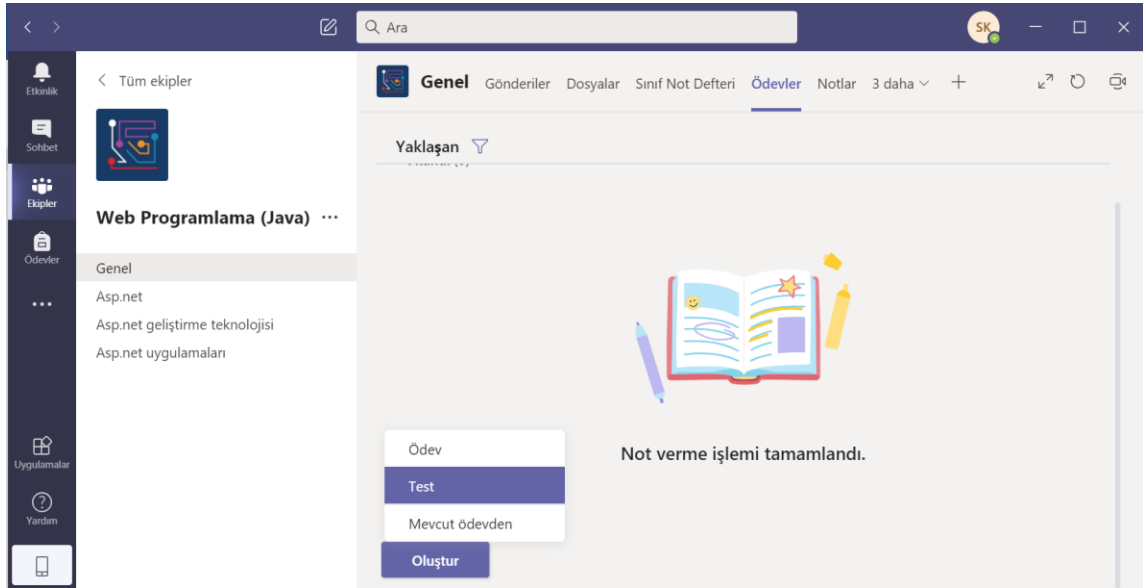 Ara
SK
Etkinlik
Sohbet
Ekipler
Ödevler
Uygulamalar
Yardım
Tüm ekipler
Web Programlama (Java) ...
Genel
Asp.net
Asp.net geliştirme teknolojisi
Asp.net uygulamaları
Genel Gönderiler Dosyalar Sınıf Not Defteri Ödevler Notlar 3 daha
Yaklaşan
Not verme işlemi tamamlandı.
Ödev
Test
Mevcut ödevden
Oluştur